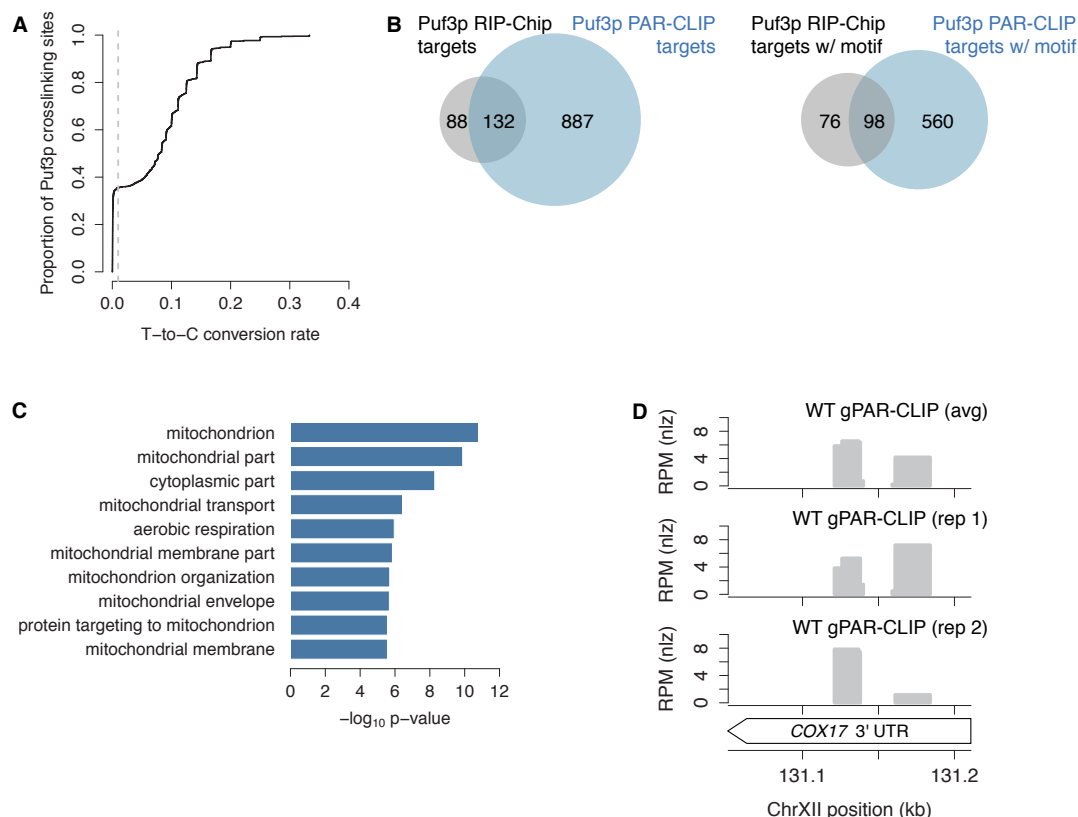 A
Proportion of Puf3p crosslinking sites
1.0
0.8
0.6
0.4
0.2
0.0
0.0 0.1 0.2 0.3 0.4
T−to−C conversion rate
B
Puf3p RIP-Chip targets
Puf3p PAR-CLIP targets
88 132 887
Puf3p RIP-Chip targets w/ motif
Puf3p PAR-CLIP targets w/ motif
76 98 560
C
mitochondrion
mitochondrial part
cytoplasmic part
mitochondrial transport
aerobic respiration
mitochondrial membrane part
mitochondrion organization
mitochondrial envelope
protein targeting to mitochondrion
mitochondrial membrane
0 2 4 6 8 10 12
−log₁₀ p−value
D
WT gPAR−CLIP (avg)
RPM (nlz)
8
4
0
WT gPAR−CLIP (rep 1)
RPM (nlz)
8
4
0
WT gPAR−CLIP (rep 2)
RPM (nlz)
8
4
0
COX17 3' UTR
131.1 131.2
ChrXII position (kb)